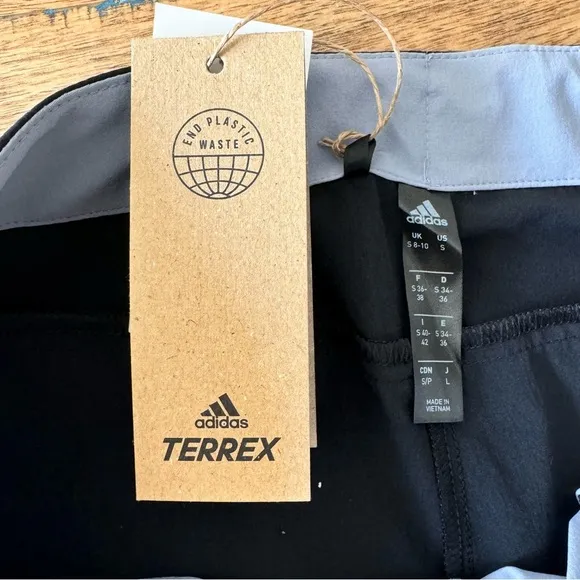 END PLASTIC
WASTE
adidas
TERREX
adidas
UK US
S 8-10 S
F D
S 36- S 34-
38 36
I E
S 40- S 34-
42 36
CDN J
S/P L
MADE IN
VIETNAM